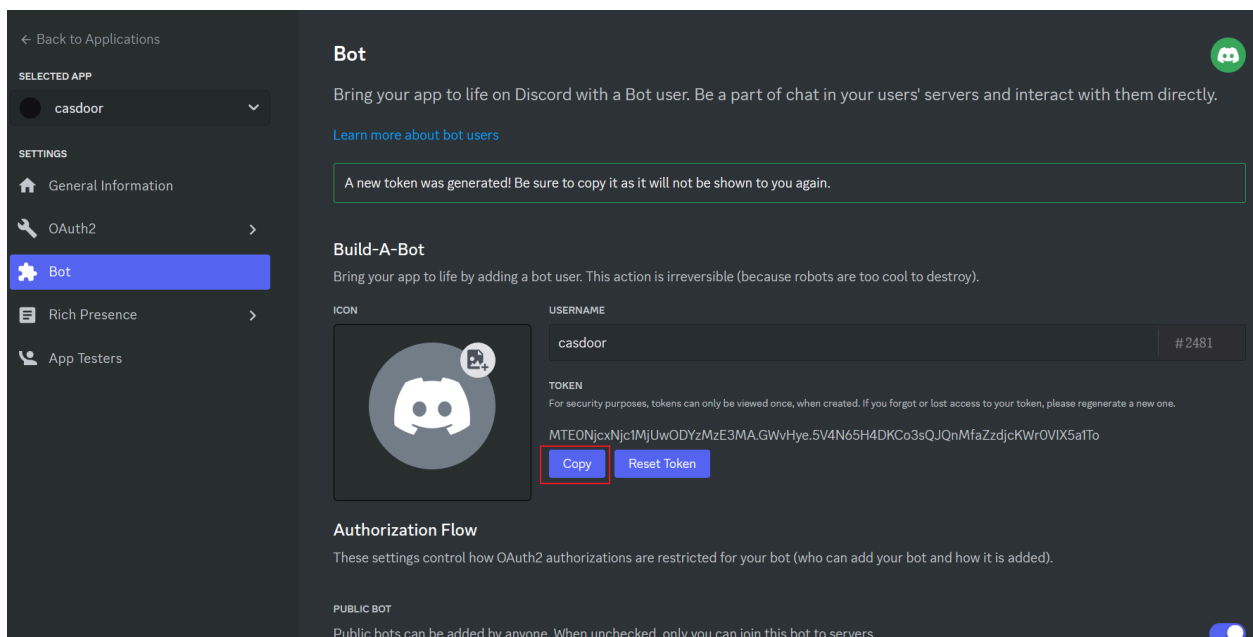 ← Back to Applications
SELECTED APP
casdoor
SETTINGS
General Information
OAuth2
Bot
Rich Presence
App Testers
Bot
Bring your app to life on Discord with a Bot user. Be a part of chat in your users' servers and interact with them directly.
Learn more about bot users
A new token was generated! Be sure to copy it as it will not be shown to you again.
Build-A-Bot
Bring your app to life by adding a bot user. This action is irreversible (because robots are too cool to destroy).
ICON
USERNAME
casdoor
#2481
TOKEN
For security purposes, tokens can only be viewed once, when created. If you forgot or lost access to your token, please regenerate a new one.
MTE0NjcxNjc1MjUwODYzMzE3MA.GWvHye.5V4N65H4DKCo3sQJQnMfaZzdjcKWr0VIX5a1To
Copy
Reset Token
Authorization Flow
These settings control how OAuth2 authorizations are restricted for your bot (who can add your bot and how it is added).
PUBLIC BOT
Public bots can be added by anyone. When unchecked, only you can join this bot to servers.